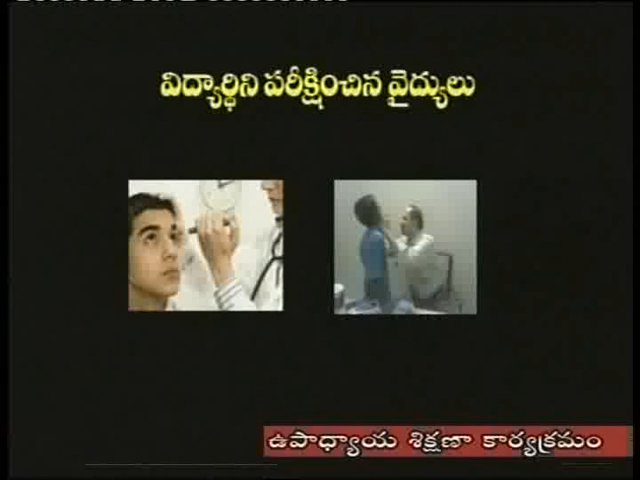 విద్యార్థిని పరీక్షించిన వైద్యులు
ఉపాధ్యాయ శిక్షణా కార్యక్రమం